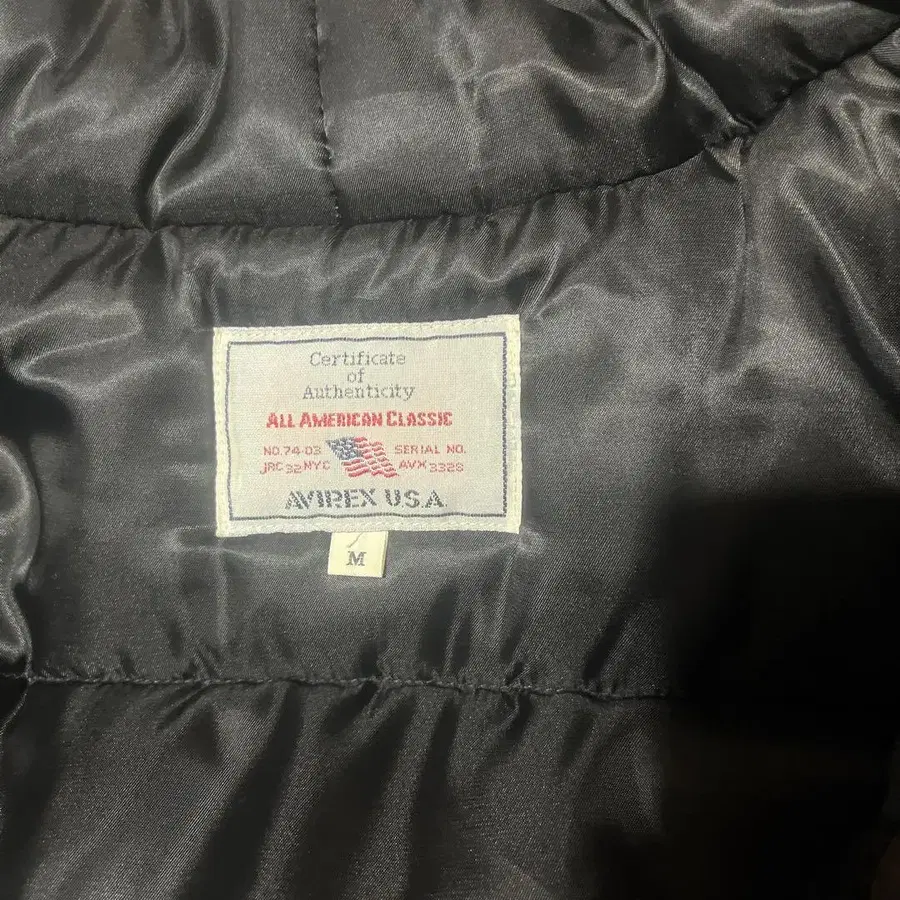 Certificate
of
Authenticity
ALL AMERICAN CLASSIC
NO.74-03 SERIAL NO.
JRC 32 NYC AVX 3328
AVIREX U.S.A.
M